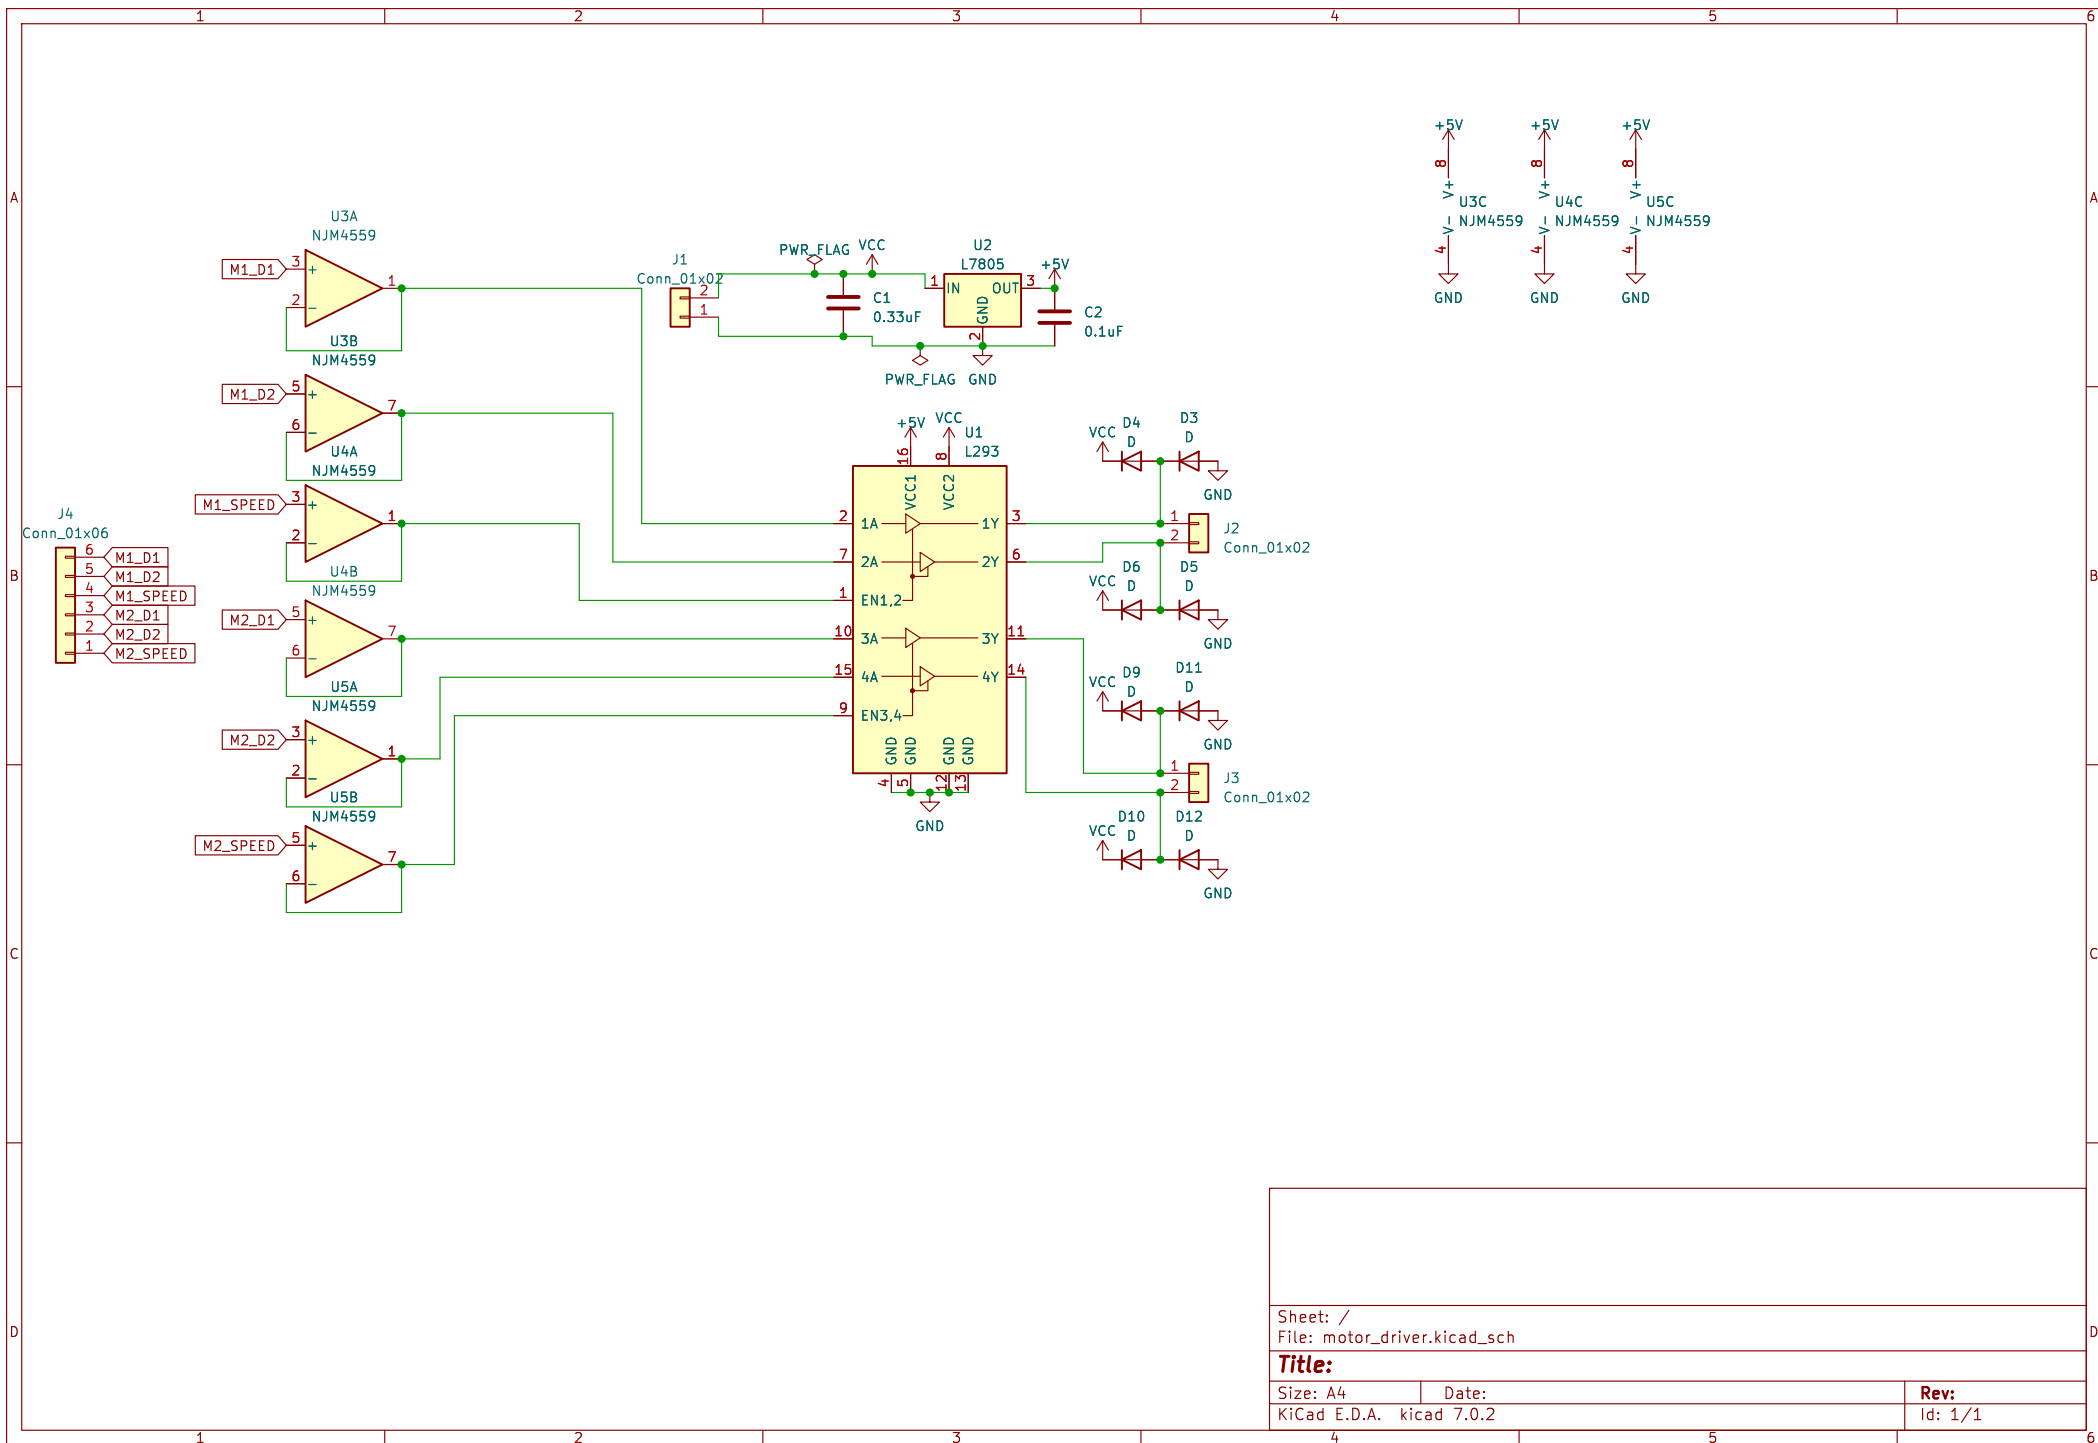 1 2 3 4 5 6
A A
B B
C C
D D
1 2 3 4 5 6
U3A
NJM4559
M1_D1
3
+
2
−
1
U3B
NJM4559
M1_D2
5
+
6
−
7
U4A
NJM4559
M1_SPEED
3
+
2
−
1
U4B
NJM4559
M2_D1
5
+
6
−
7
U5A
NJM4559
M2_D2
3
+
2
−
1
U5B
NJM4559
M2_SPEED
5
+
6
−
7
J4
Conn_01x06
6 M1_D1
5 M1_D2
4 M1_SPEED
3 M2_D1
2 M2_D2
1 M2_SPEED
J1
Conn_01x02
2
1
PWR_FLAG
VCC
C1
0.33uF
U2
L7805
1 IN
OUT 3
GND
2
+5V
C2
0.1uF
PWR_FLAG
GND
+5V
VCC
U1
L293
16
8
VCC1
VCC2
2 1A 1Y 3
7 2A 2Y 6
1 EN1,2
10 3A 3Y 11
15 4A 4Y 14
9 EN3,4
GND GND GND GND
4 5 12 13
GND
VCC
D4
D
D3
D
GND
1
2
J2
Conn_01x02
VCC
D6
D
D5
D
GND
VCC
D9
D
D11
D
GND
1
2
J3
Conn_01x02
VCC
D10
D
D12
D
GND
+5V
8
V+
U3C
NJM4559
V-
4
GND
+5V
8
V+
U4C
NJM4559
V-
4
GND
+5V
8
V+
U5C
NJM4559
V-
4
GND
Sheet: /
File: motor_driver.kicad_sch
Title:
Size: A4 Date: Rev:
KiCad E.D.A. kicad 7.0.2 Id: 1/1